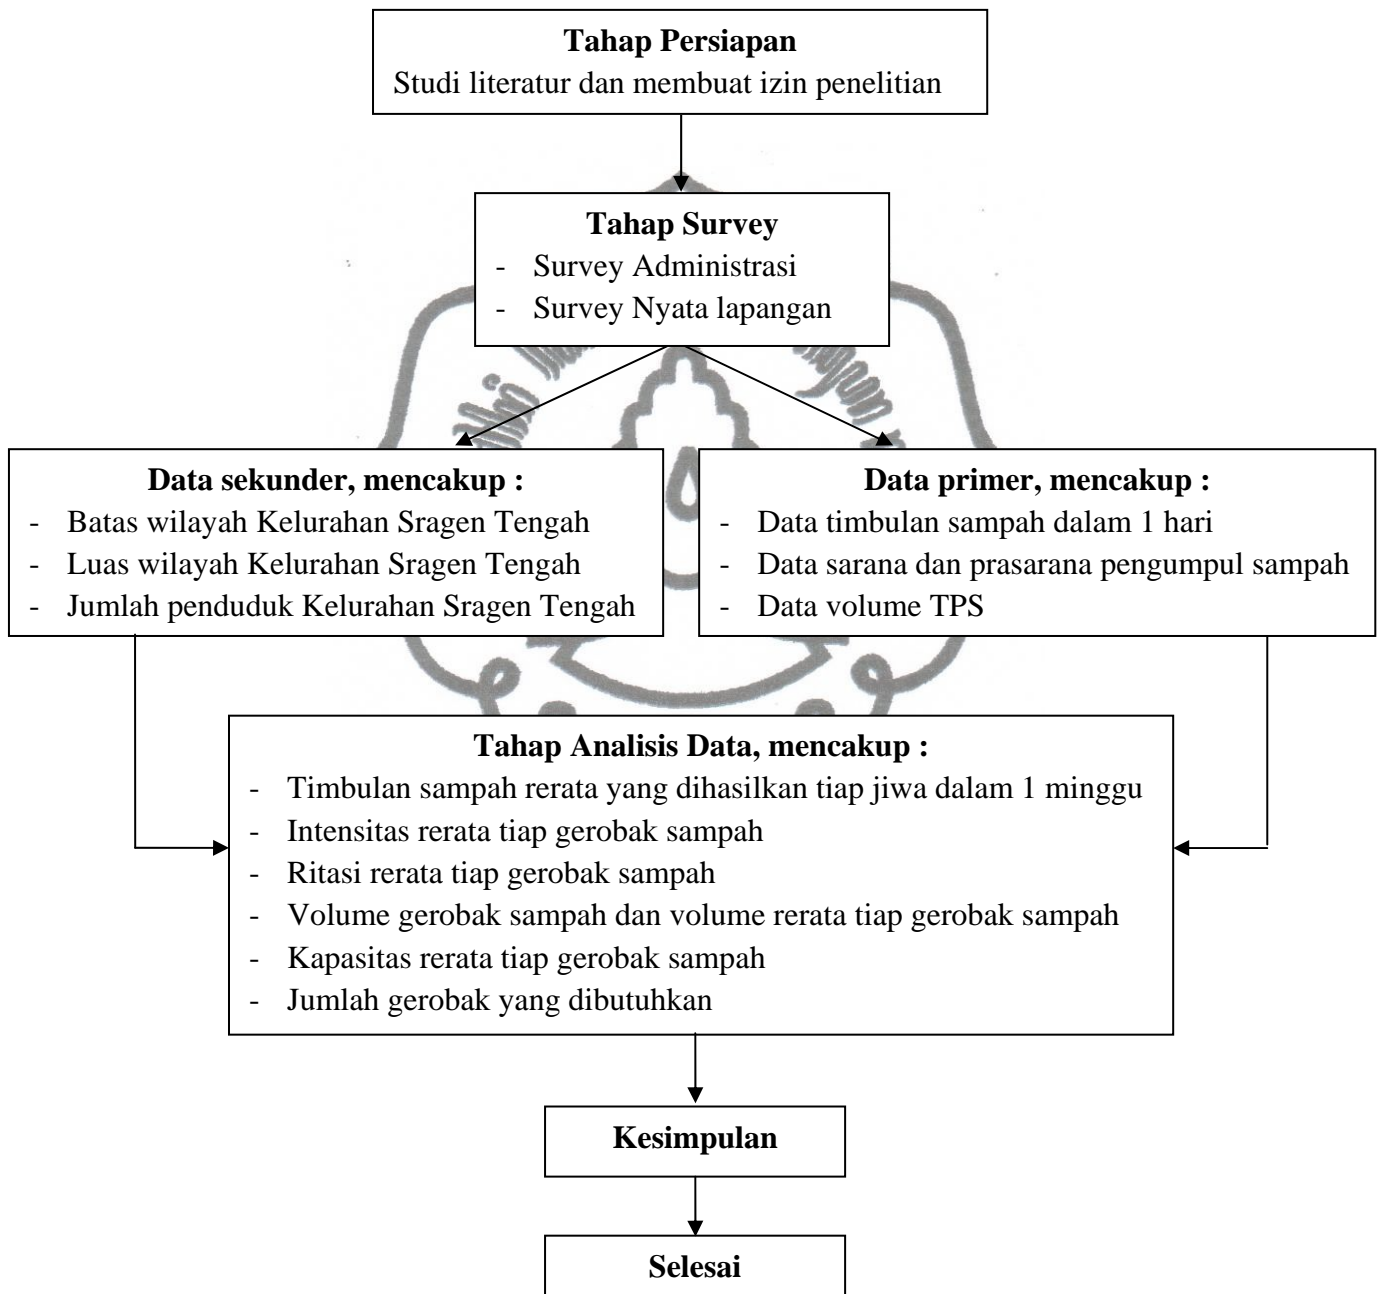 Tahap Persiapan
Studi literatur dan membuat izin penelitian
Tahap Survey
- Survey Administrasi
- Survey Nyata lapangan
Data sekunder, mencakup :
- Batas wilayah Kelurahan Sragen Tengah
- Luas wilayah Kelurahan Sragen Tengah
- Jumlah penduduk Kelurahan Sragen Tengah
Data primer, mencakup :
- Data timbulan sampah dalam 1 hari
- Data sarana dan prasarana pengumpul sampah
- Data volume TPS
Tahap Analisis Data, mencakup :
- Timbulan sampah rerata yang dihasilkan tiap jiwa dalam 1 minggu
- Intensitas rerata tiap gerobak sampah
- Ritasi rerata tiap gerobak sampah
- Volume gerobak sampah dan volume rerata tiap gerobak sampah
- Kapasitas rerata tiap gerobak sampah
- Jumlah gerobak yang dibutuhkan
Kesimpulan
Selesai